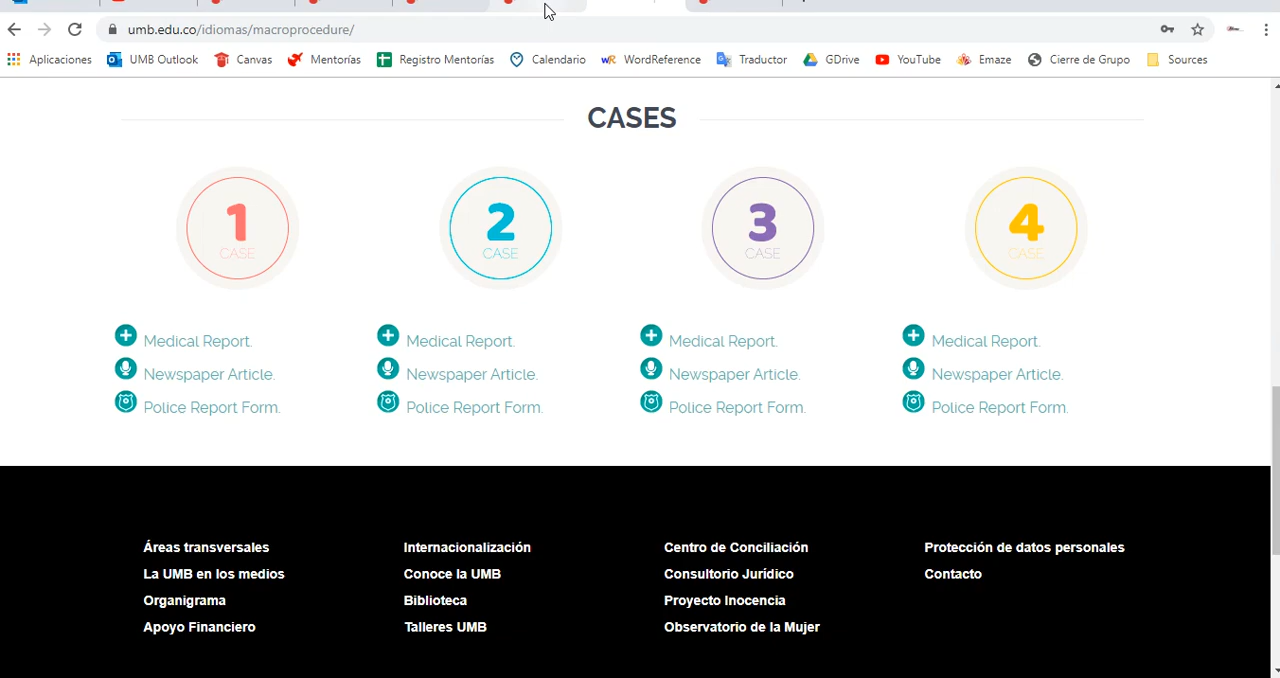 umb.edu.co/idiomas/macroprocedure/
Aplicaciones UMB Outlook Canvas Mentorías Registro Mentorías Calendario WordReference Traductor GDrive YouTube Emaze Cierre de Grupo Sources
CASES
1 2 3 4
CASE CASE CASE CASE
Medical Report. Medical Report. Medical Report. Medical Report.
Newspaper Article. Newspaper Article. Newspaper Article. Newspaper Article.
Police Report Form. Police Report Form. Police Report Form. Police Report Form.
Áreas transversales Internacionalización Centro de Conciliación Protección de datos personales
La UMB en los medios Conoce la UMB Consultorio Jurídico Contacto
Organigrama Biblioteca Proyecto Inocencia
Apoyo Financiero Talleres UMB Observatorio de la Mujer